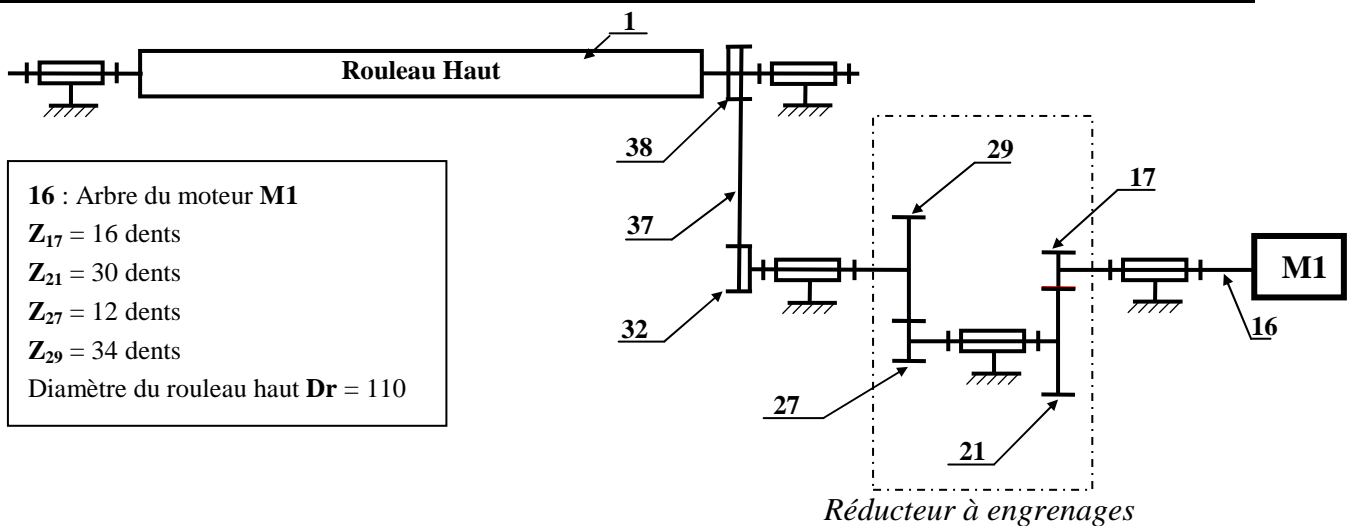 1
Rouleau Haut
38
29
17
16 : Arbre du moteur M1
Z17 = 16 dents
Z21 = 30 dents
Z27 = 12 dents
Z29 = 34 dents
Diamètre du rouleau haut Dr = 110
37
M1
32
16
27
21
Réducteur à engrenages